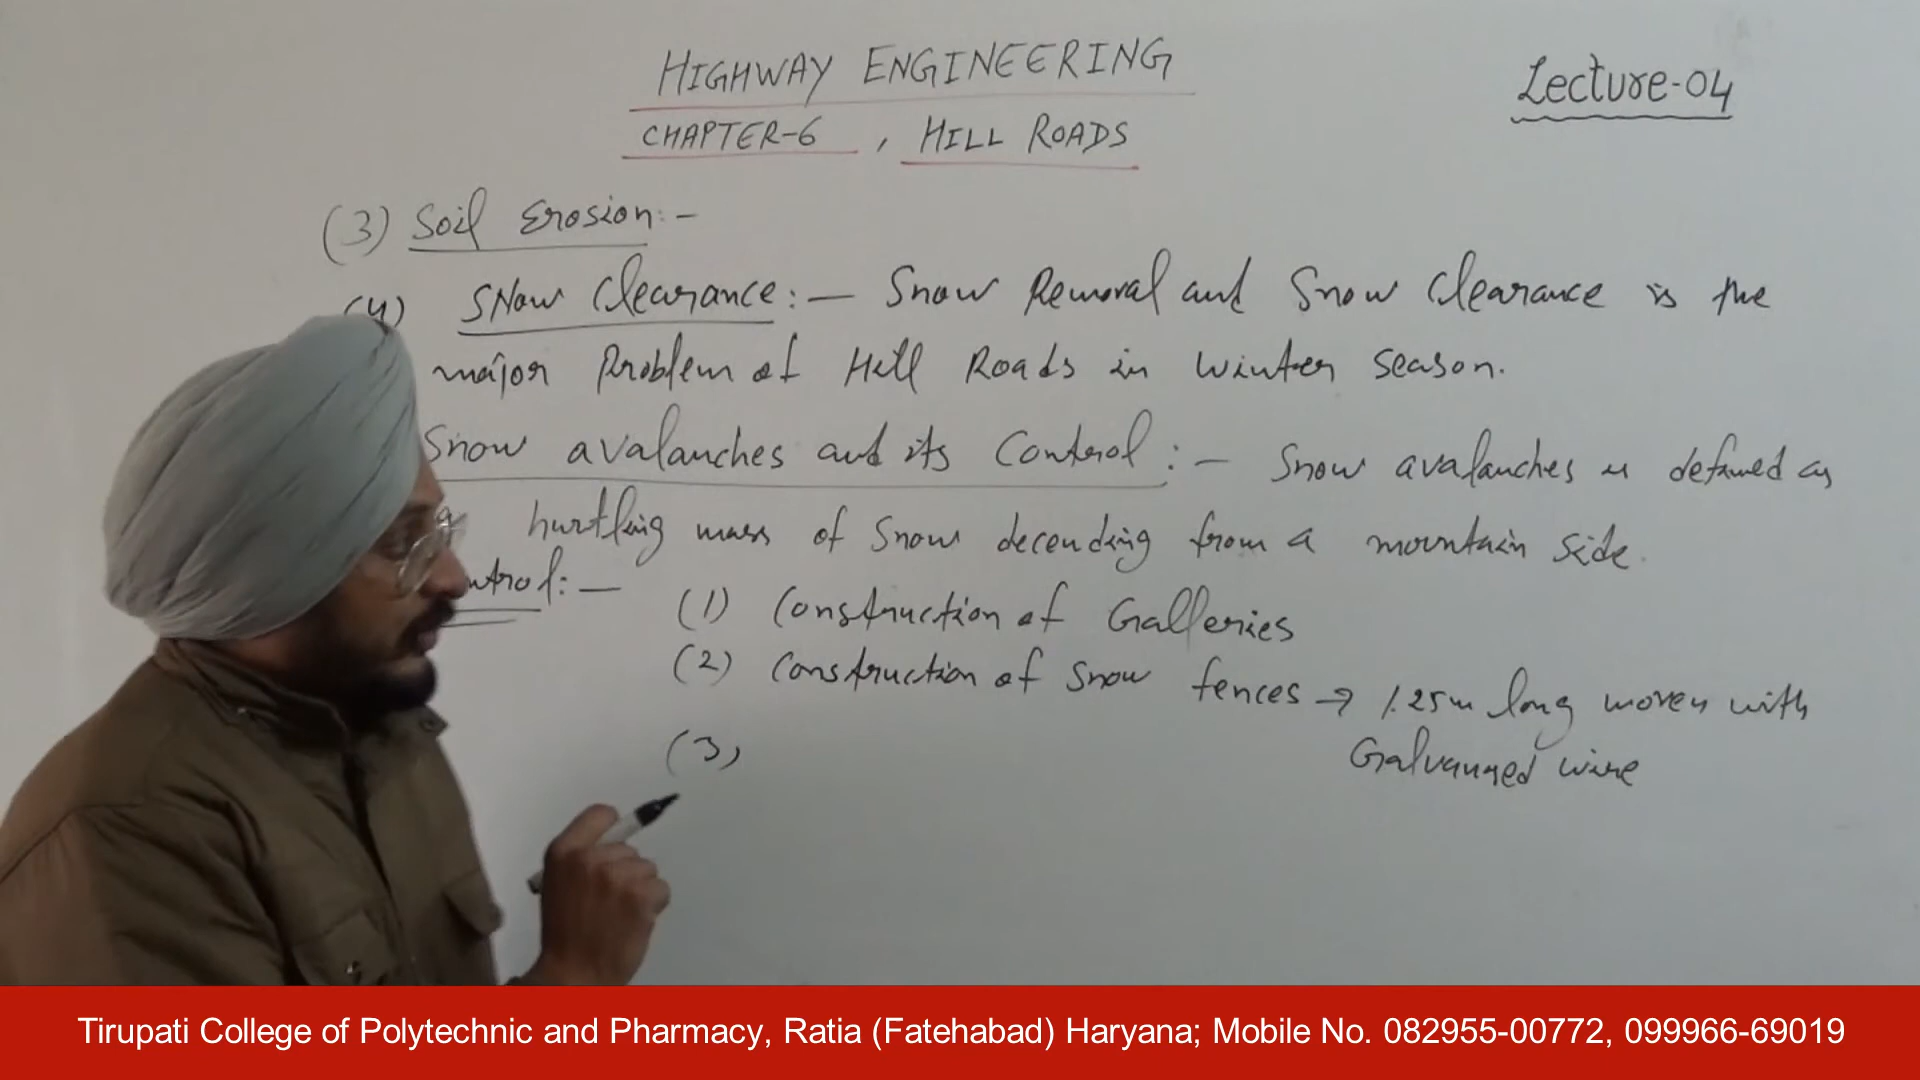 HIGHWAY ENGINEERING
Lecture-04
CHAPTER-6 , HILL ROADS
(3) Soil Erosion:-
(4) SNow Clearance:- Snow Removal and Snow Clearance is the
major Problem of Hill Roads in Winter Season.
Snow avalanches and its Control:- Snow avalanches is defined as
a hurtling mass of Snow decending from a mountain side.
ntrol:-
(1) Construction of Galleries
(2) Construction of Snow fences → 1.25m long woven with
Galvanized wire
(3)
Tirupati College of Polytechnic and Pharmacy, Ratia (Fatehabad) Haryana; Mobile No. 082955-00772, 099966-69019